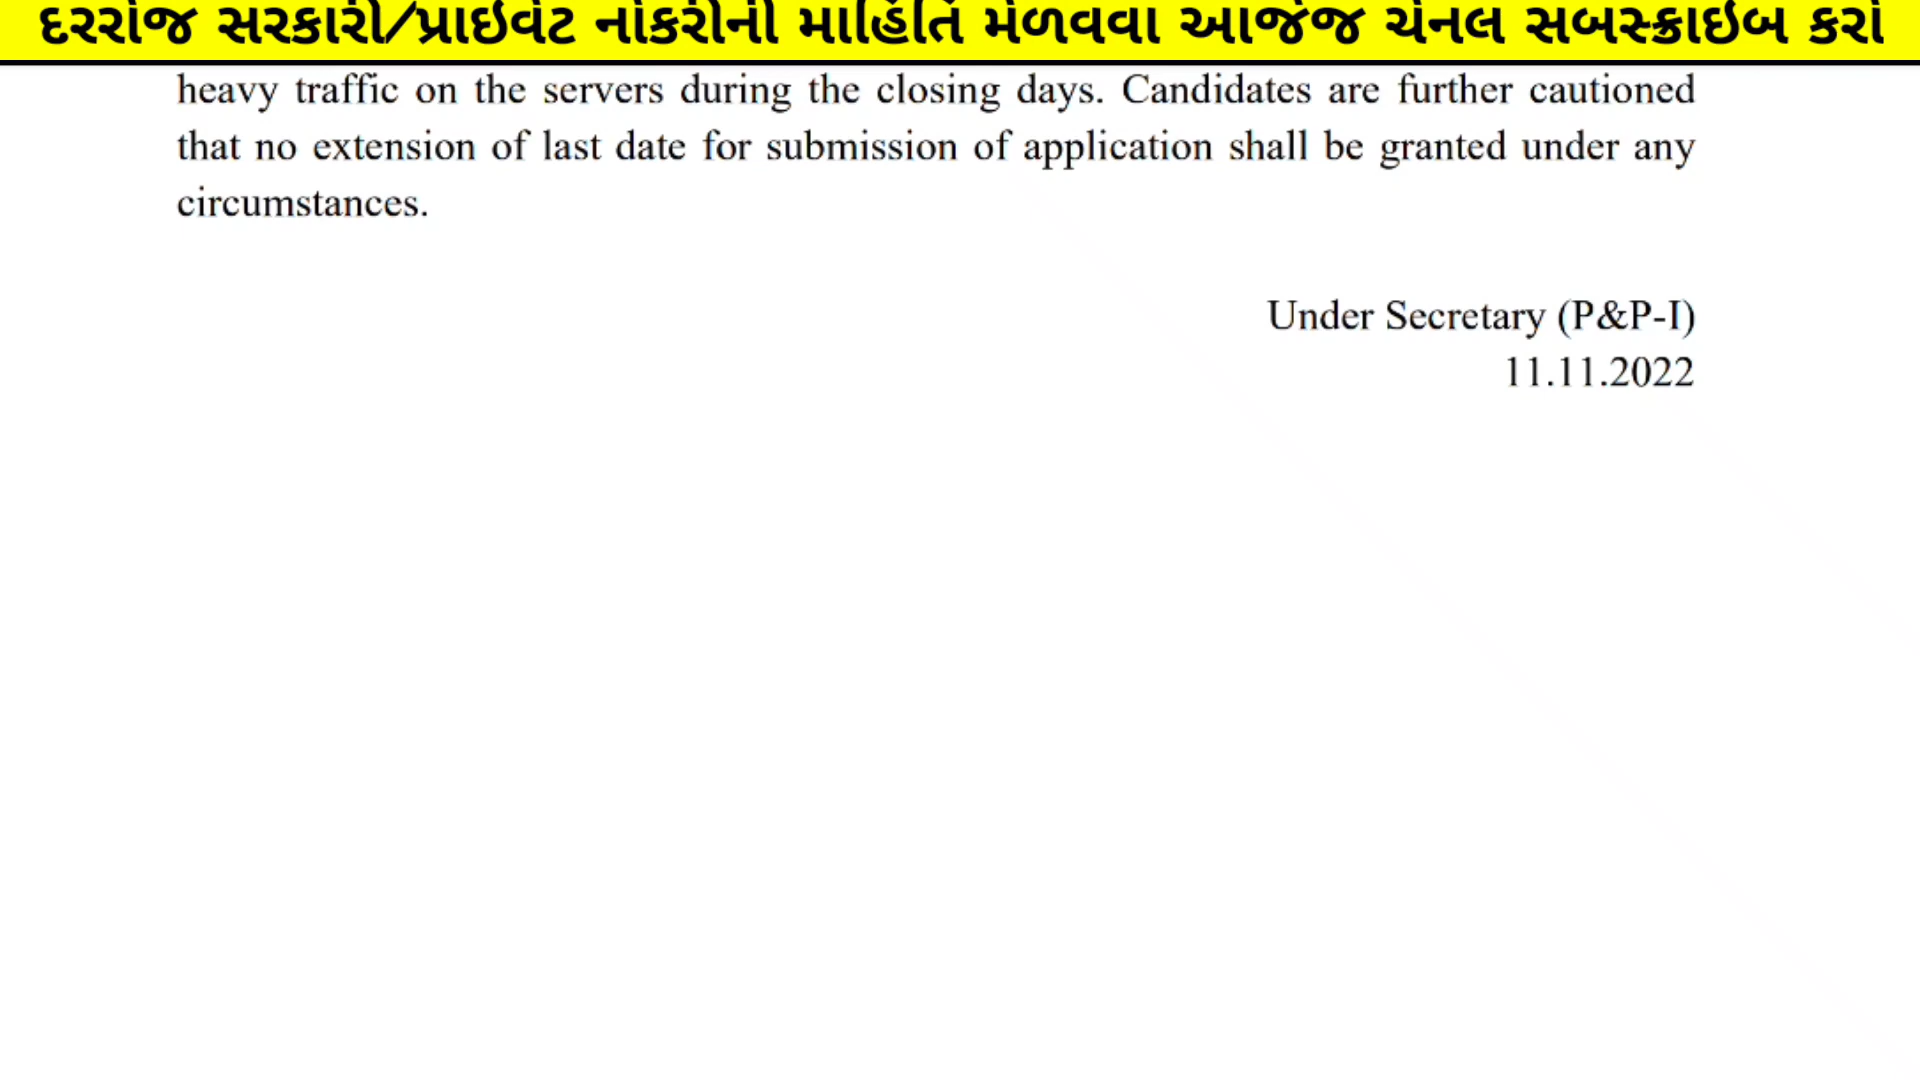 દરરોજ સરકારી/પ્રાઇવેટ નોકરીની માહિતિ મેળવવા આજેજ ચેનલ સબસ્ક્રાઇબ કરો
heavy traffic on the servers during the closing days. Candidates are further cautioned
that no extension of last date for submission of application shall be granted under any
circumstances.
Under Secretary (P&P-I)
11.11.2022